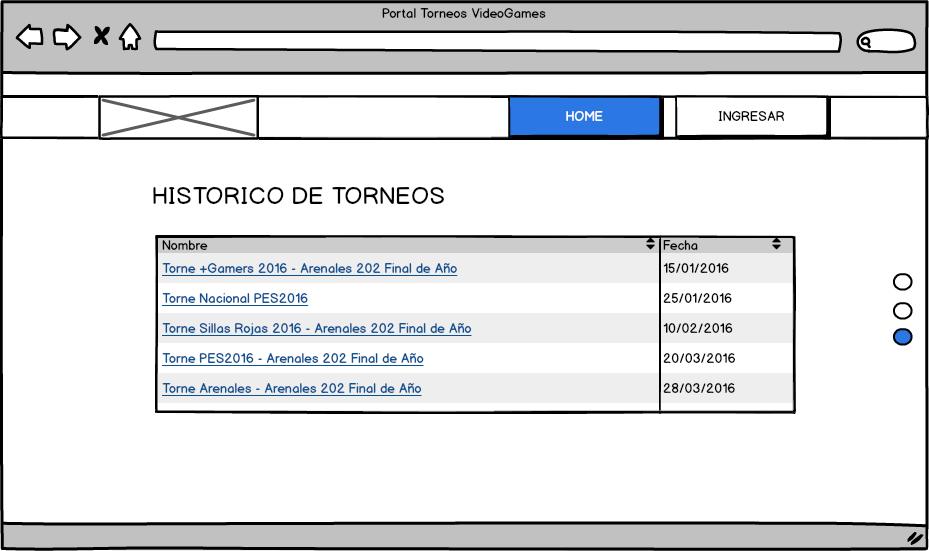 Portal Torneos VideoGames
HOME
INGRESAR
HISTORICO DE TORNEOS
Nombre Fecha
Torne +Gamers 2016 - Arenales 202 Final de Año 15/01/2016
Torne Nacional PES2016 25/01/2016
Torne Sillas Rojas 2016 - Arenales 202 Final de Año 10/02/2016
Torne PES2016 - Arenales 202 Final de Año 20/03/2016
Torne Arenales - Arenales 202 Final de Año 28/03/2016